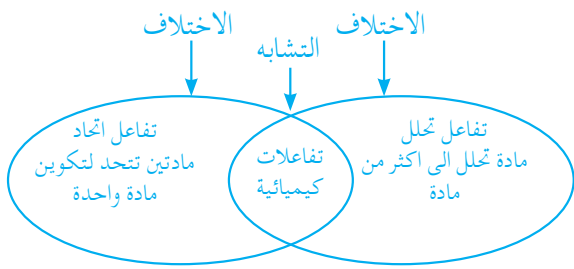 الاختلاف
التشابه
الاختلاف
تفاعل تحلل
مادة تحلل الى اكثر من
مادة
تفاعلات
كيميائية
تفاعل اتحاد
مادتين تتحد لتكوين
مادة واحدة